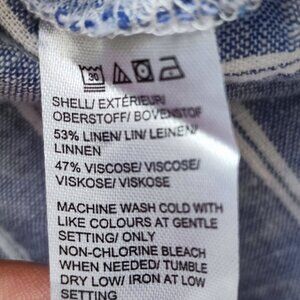 30
SHELL/ EXTÉRIEUR/
OBERSTOFF/ BOVENSTOF
53% LINEN/ LIN/ LEINEN/
LINNEN
47% VISCOSE/ VISCOSE/
VISKOSE/ VISKOSE
MACHINE WASH COLD WITH
LIKE COLOURS AT GENTLE
SETTING/ ONLY
NON-CHLORINE BLEACH
WHEN NEEDED/ TUMBLE
DRY LOW/ IRON AT LOW
SETTING